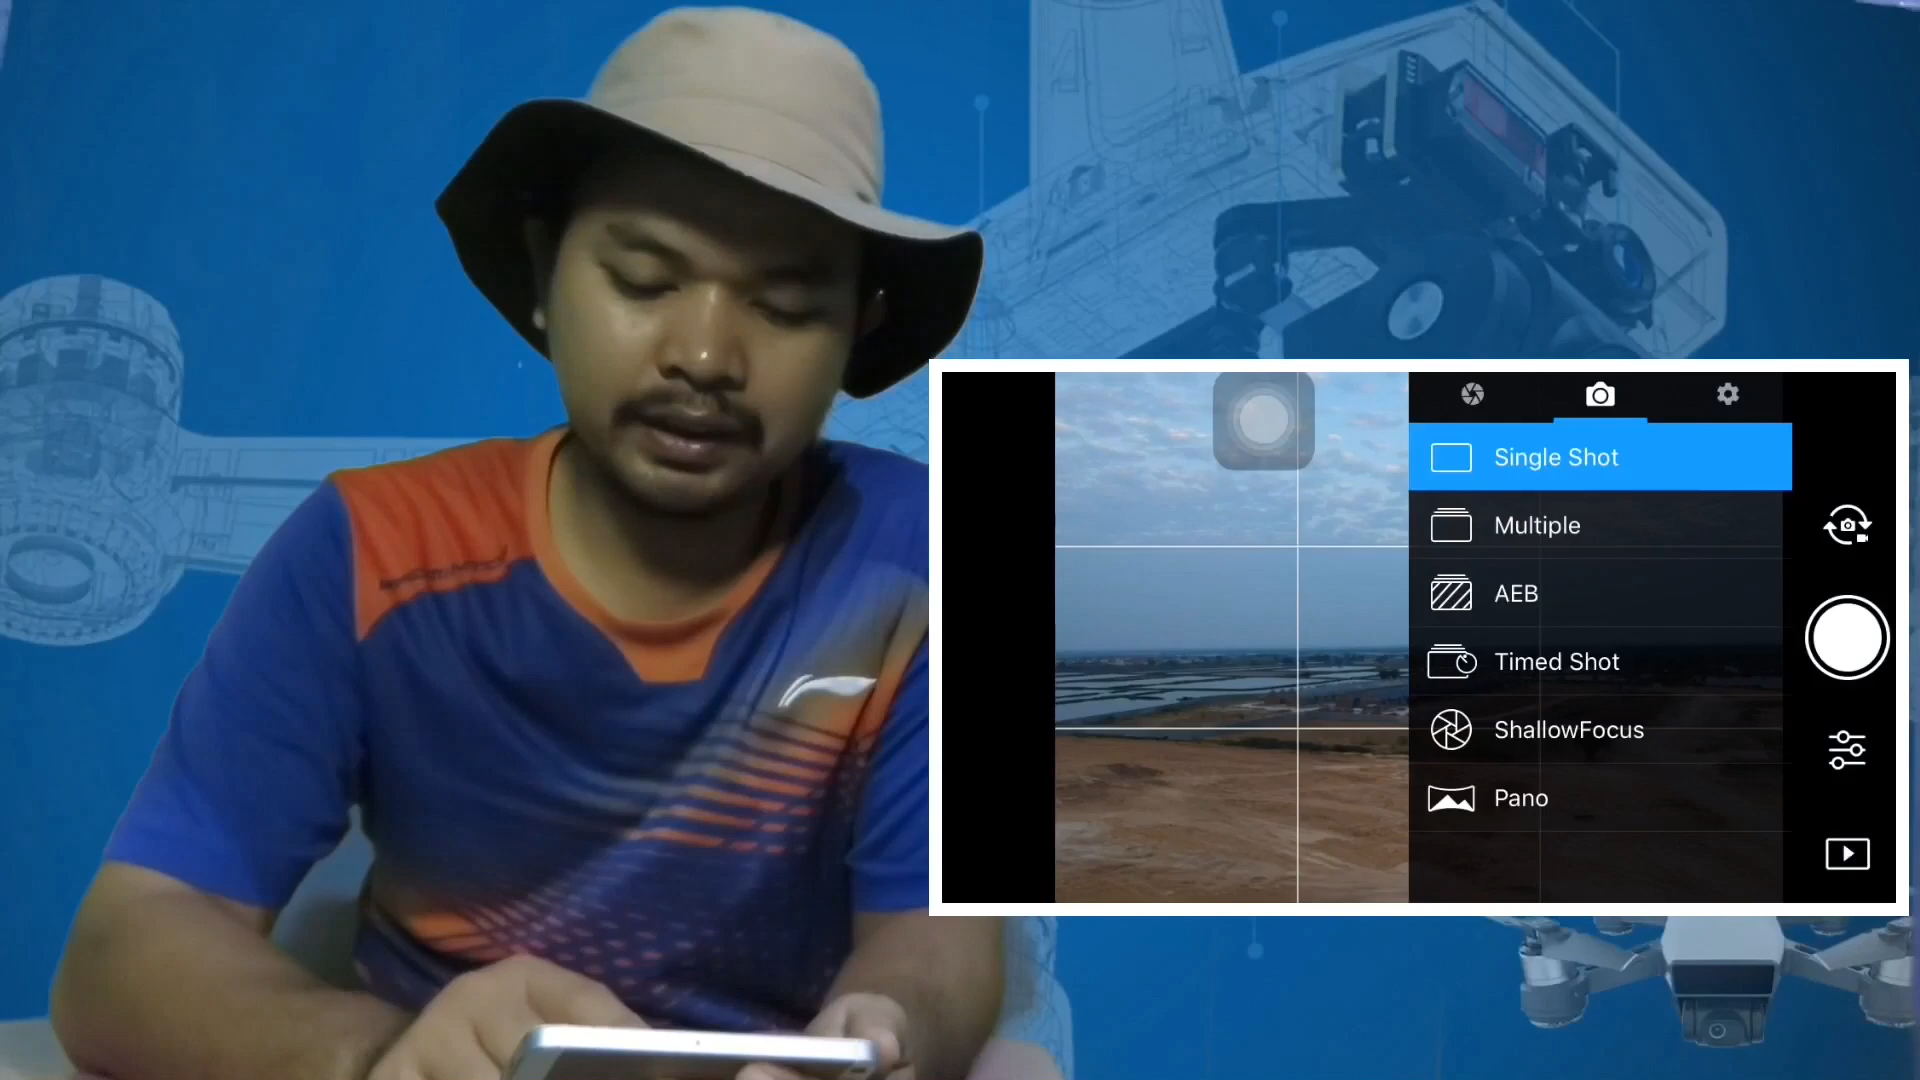 Single Shot
Multiple
AEB
Timed Shot
ShallowFocus
Pano